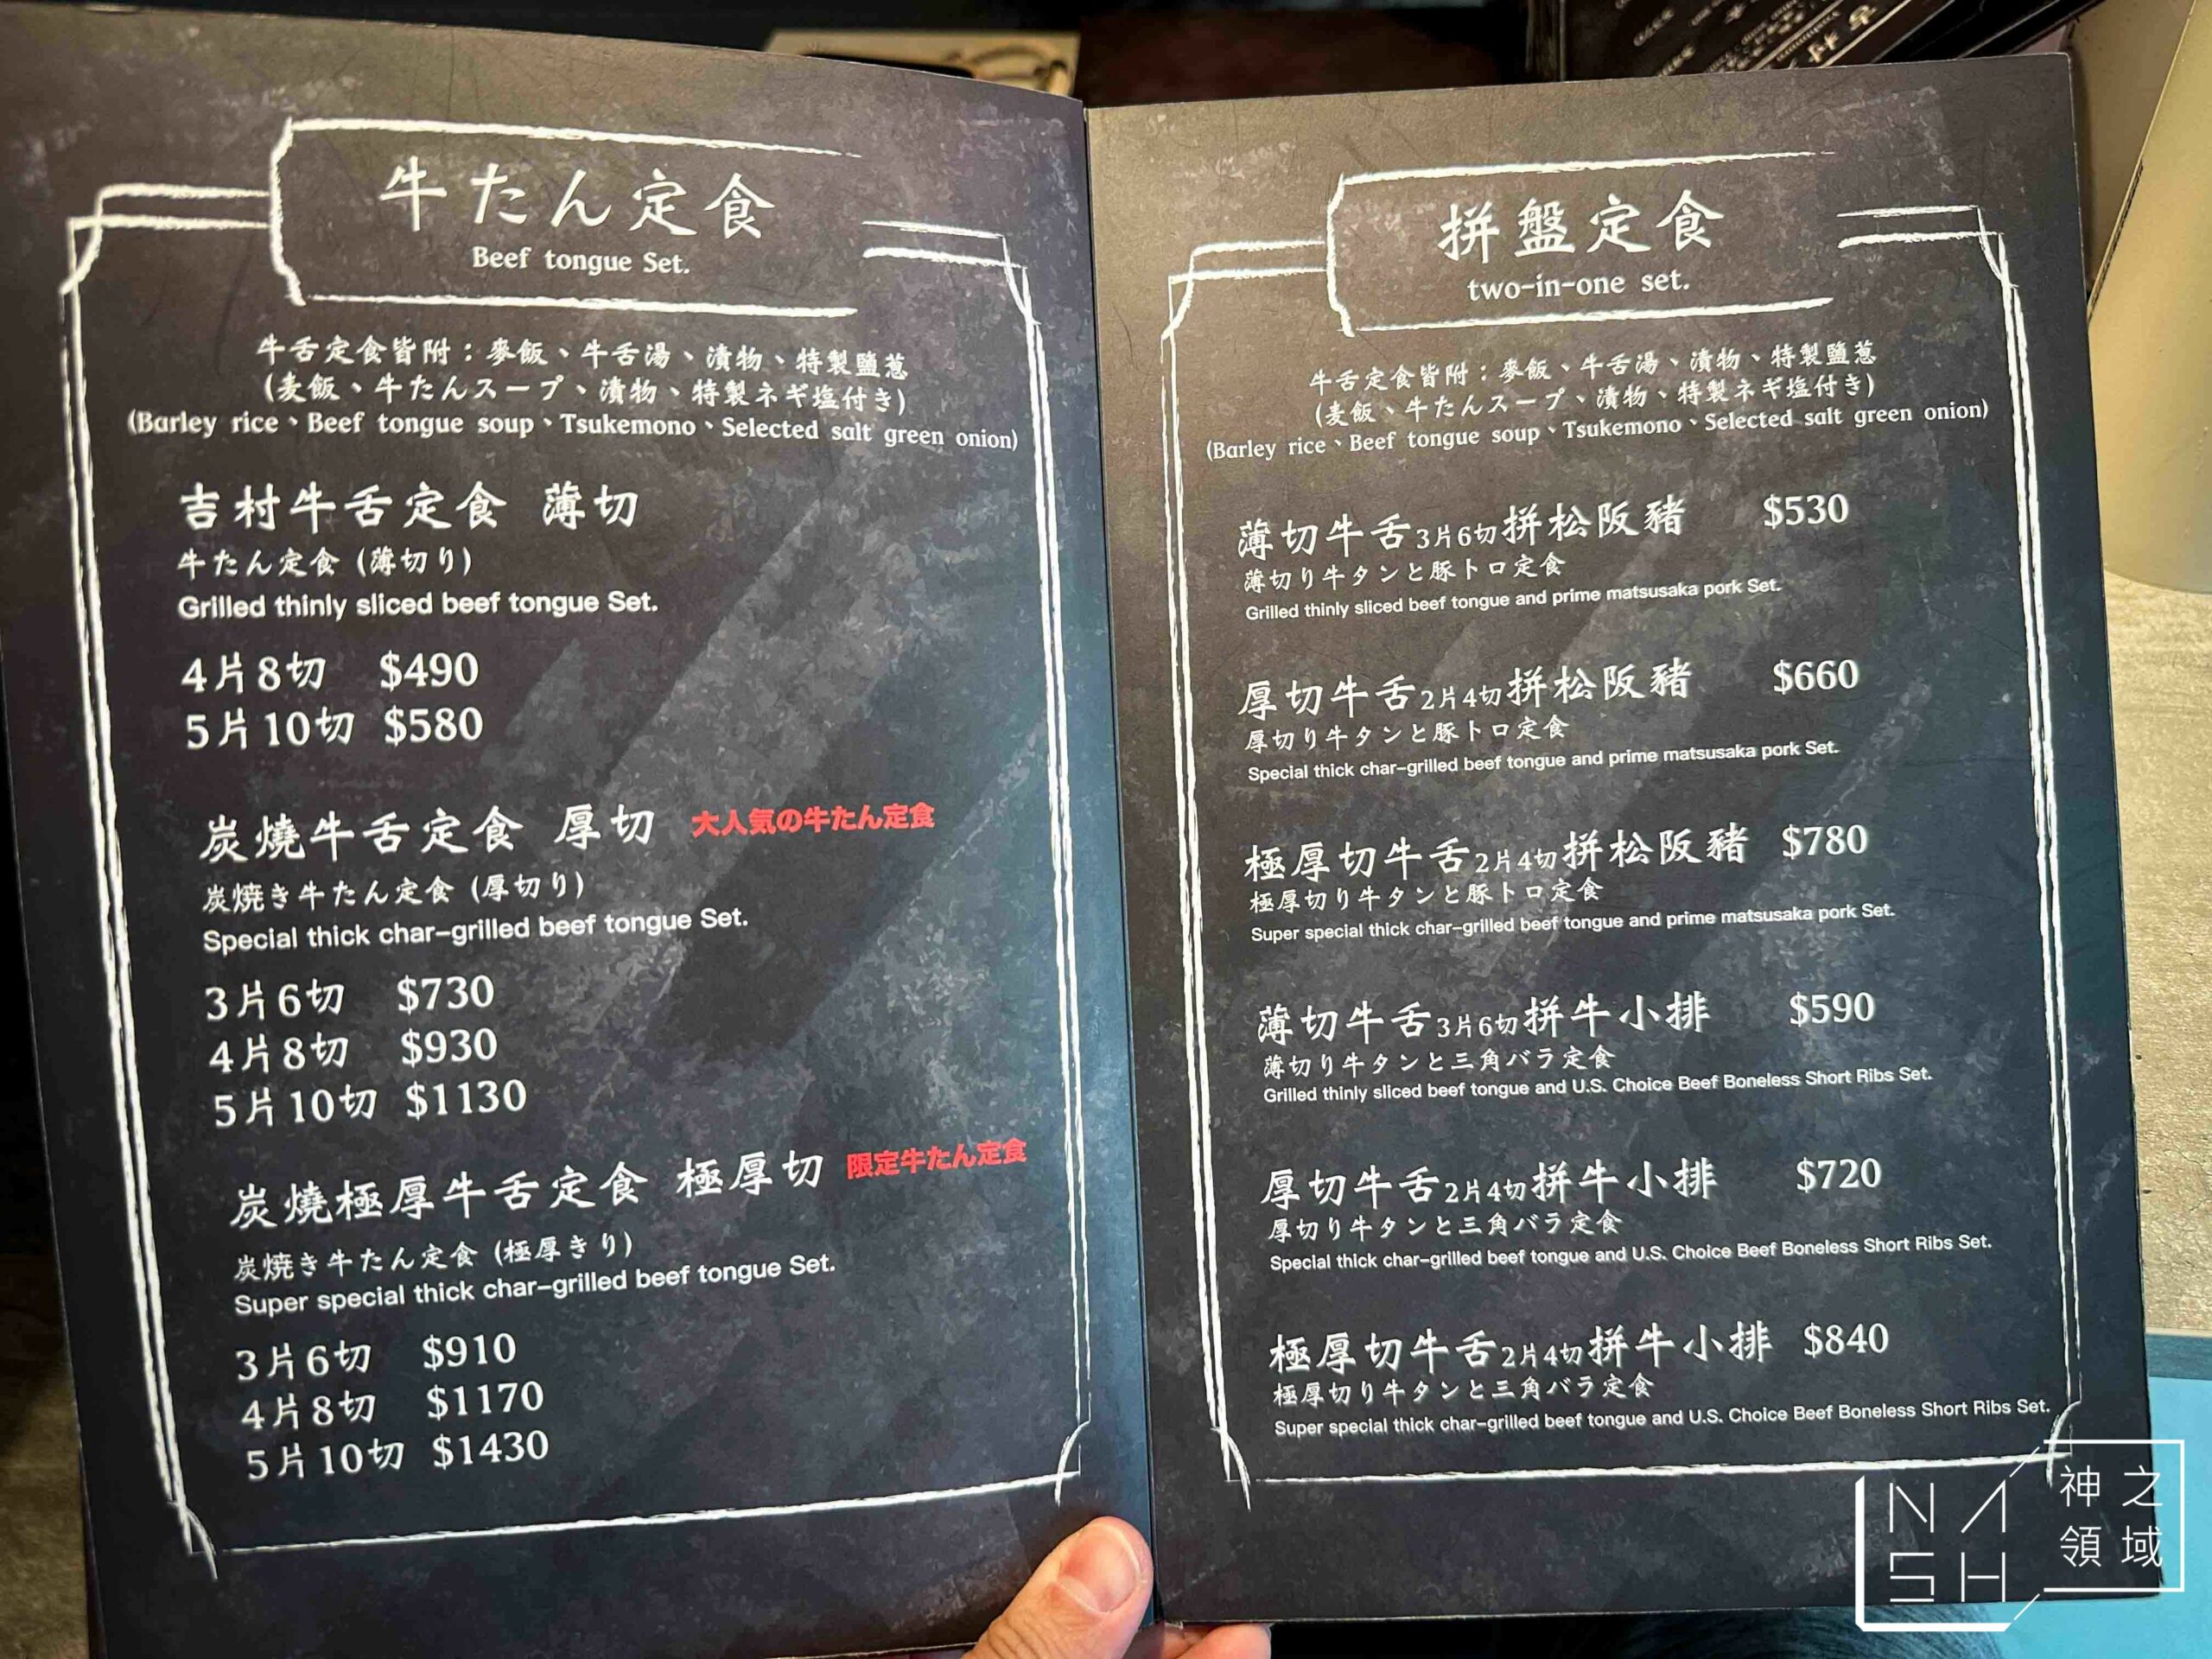 牛たん定食
Beef tongue Set.
牛舌定食皆附：麥飯、牛舌湯、漬物、特製鹽蔥
(麦飯、牛たんスープ、漬物、特製ネギ塩付き)
(Barley rice、Beef tongue soup、Tsukemono、Selected salt green onion)
吉村牛舌定食 薄切
牛たん定食 (薄切り)
Grilled thinly sliced beef tongue Set.
4片8切 $490
5片10切 $580
炭燒牛舌定食 厚切 大人気の牛たん定食
炭焼き牛たん定食 (厚切り)
Special thick char-grilled beef tongue Set.
3片6切 $730
4片8切 $930
5片10切 $1130
炭燒極厚牛舌定食 極厚切 限定牛たん定食
炭焼き牛たん定食 (極厚きり)
Super special thick char-grilled beef tongue Set.
3片6切 $910
4片8切 $1170
5片10切 $1430
拼盤定食
two-in-one set.
牛舌定食皆附：麥飯、牛舌湯、漬物、特製鹽蔥
(麦飯、牛たんスープ、漬物、特製ネギ塩付き)
(Barley rice、Beef tongue soup、Tsukemono、Selected salt green onion)
薄切牛舌3片6切拼松阪豬 $530
薄切り牛タンと豚トロ定食
Grilled thinly sliced beef tongue and prime matsusaka pork Set.
厚切牛舌2片4切拼松阪豬 $660
厚切り牛タンと豚トロ定食
Special thick char-grilled beef tongue and prime matsusaka pork Set.
極厚切牛舌2片4切拼松阪豬 $780
極厚切り牛タンと豚トロ定食
Super special thick char-grilled beef tongue and prime matsusaka pork Set.
薄切牛舌3片6切拼牛小排 $590
薄切り牛タンと三角バラ定食
Grilled thinly sliced beef tongue and U.S. Choice Beef Boneless Short Ribs Set.
厚切牛舌2片4切拼牛小排 $720
厚切り牛タンと三角バラ定食
Special thick char-grilled beef tongue and U.S. Choice Beef Boneless Short Ribs Set.
極厚切牛舌2片4切拼牛小排 $840
極厚切り牛タンと三角バラ定食
Super special thick char-grilled beef tongue and U.S. Choice Beef Boneless Short Ribs Set.
NASH
神之領域